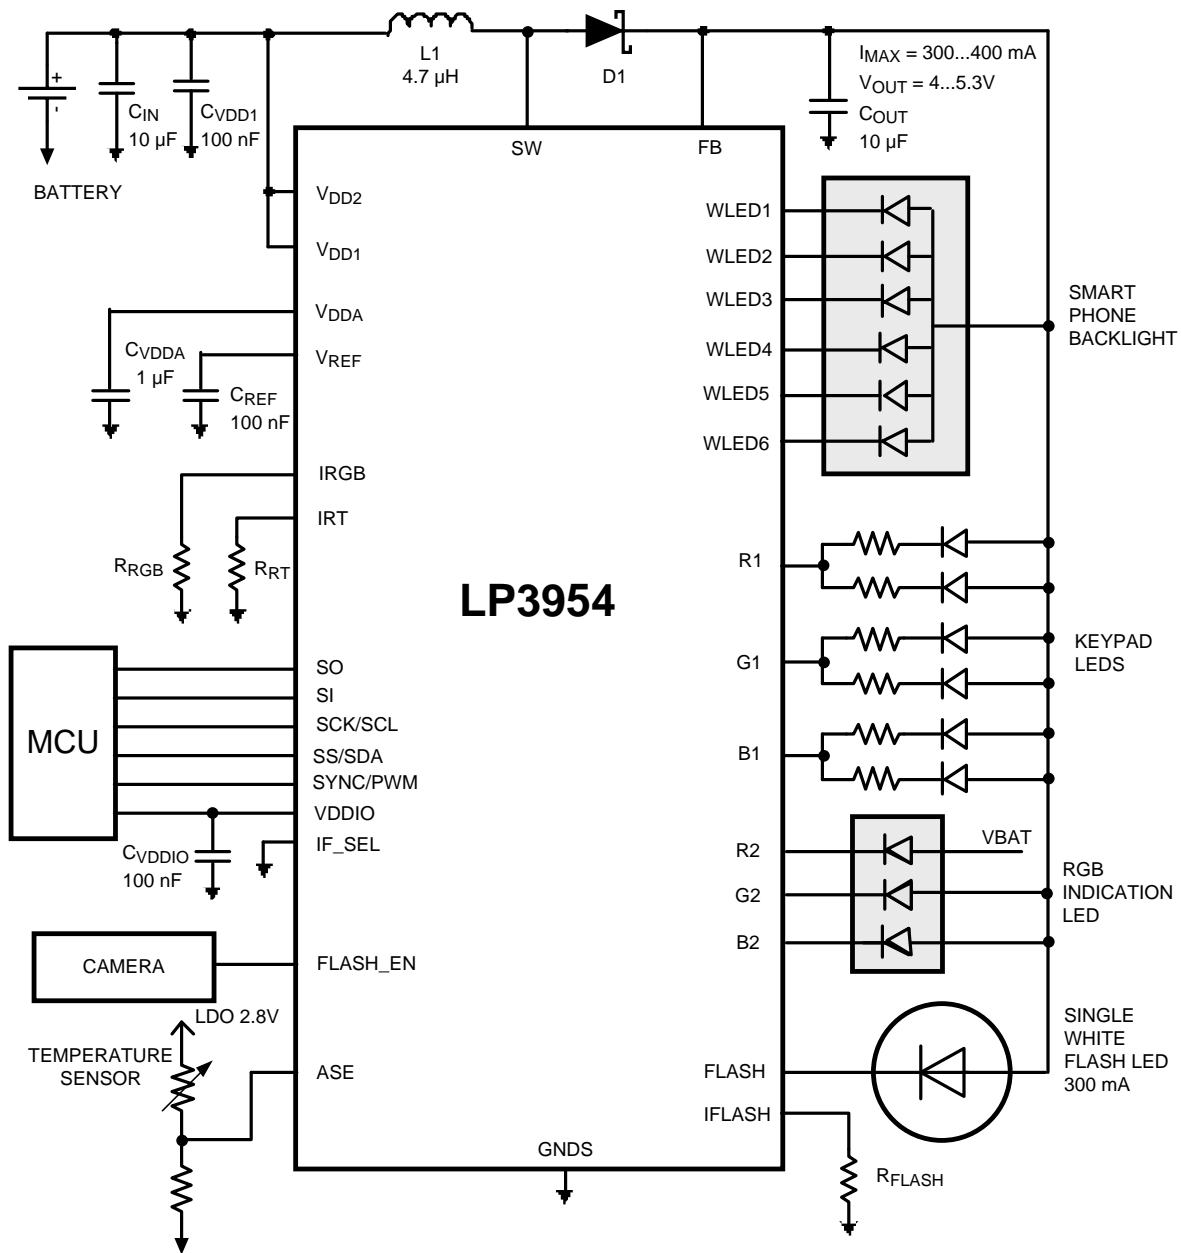 L1
4.7 µH
D1
IMAX = 300...400 mA
VOUT = 4...5.3V
COUT
10 µF
+
-
CIN
10 µF
CVDD1
100 nF
BATTERY
SW
FB
VDD2
VDD1
VDDA
VREF
CVDDA
1 µF
CREF
100 nF
IRGB
IRT
RRGB
RRT
LP3954
WLED1
WLED2
WLED3
WLED4
WLED5
WLED6
SMART
PHONE
BACKLIGHT
R1
G1
B1
KEYPAD
LEDS
MCU
SO
SI
SCK/SCL
SS/SDA
SYNC/PWM
VDDIO
IF_SEL
CVDDIO
100 nF
R2
G2
B2
VBAT
RGB
INDICATION
LED
CAMERA
FLASH_EN
LDO 2.8V
TEMPERATURE
SENSOR
ASE
FLASH
IFLASH
SINGLE
WHITE
FLASH LED
300 mA
GNDS
RFLASH